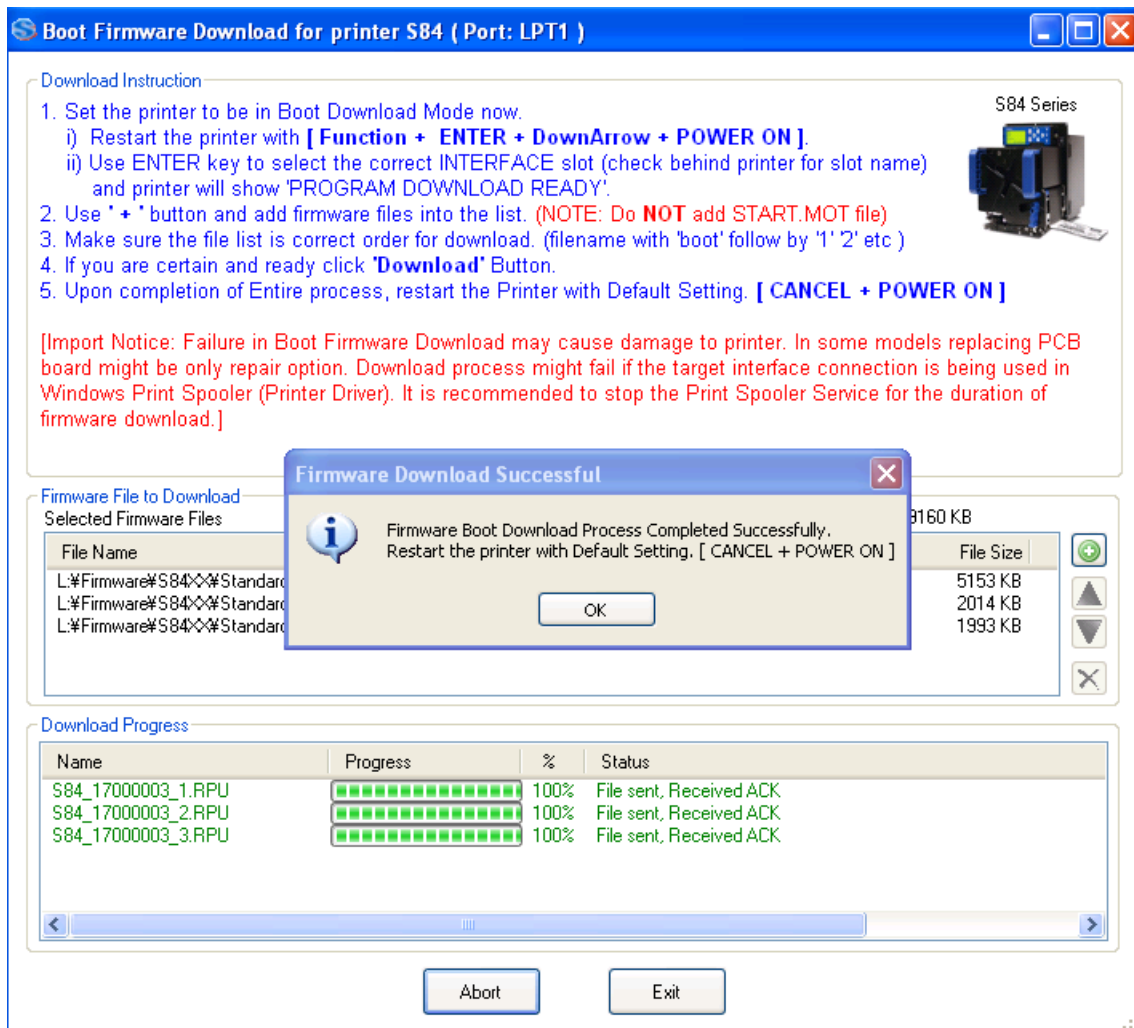 Boot Firmware Download for printer S84 ( Port: LPT1 )
Download Instruction
S84 Series
1. Set the printer to be in Boot Download Mode now.
i) Restart the printer with [ Function + ENTER + DownArrow + POWER ON ].
ii) Use ENTER key to select the correct INTERFACE slot (check behind printer for slot name)
and printer will show 'PROGRAM DOWNLOAD READY'.
2. Use ' + ' button and add firmware files into the list. (NOTE: Do NOT add START.MOT file)
3. Make sure the file list is correct order for download. (filename with 'boot' follow by '1' '2' etc )
4. If you are certain and ready click 'Download' Button.
5. Upon completion of Entire process, restart the Printer with Default Setting. [ CANCEL + POWER ON ]
[Import Notice: Failure in Boot Firmware Download may cause damage to printer. In some models replacing PCB
board might be only repair option. Download process might fail if the target interface connection is being used in
Windows Print Spooler (Printer Driver). It is recommended to stop the Print Spooler Service for the duration of
firmware download.]
Firmware Download Successful
Firmware Boot Download Process Completed Successfully.
Restart the printer with Default Setting. [ CANCEL + POWER ON ]
OK
Firmware File to Download
Selected Firmware Files
9160 KB
File Name File Size
L:¥Firmware¥S84XX¥Standard 5153 KB
L:¥Firmware¥S84XX¥Standard 2014 KB
L:¥Firmware¥S84XX¥Standard 1993 KB
Download Progress
Name Progress % Status
S84_17000003_1.RPU 100% File sent, Received ACK
S84_17000003_2.RPU 100% File sent, Received ACK
S84_17000003_3.RPU 100% File sent, Received ACK
Abort Exit